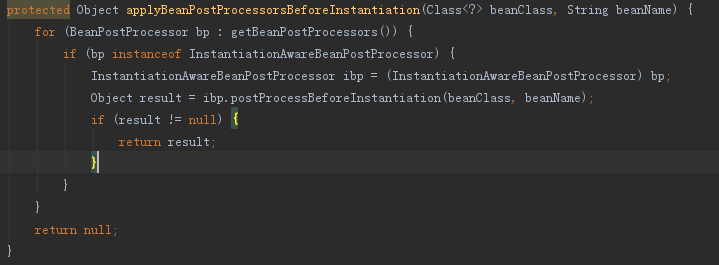 protected Object applyBeanPostProcessorsBeforeInstantiation(Class<?> beanClass, String beanName) {
    for (BeanPostProcessor bp : getBeanPostProcessors()) {
        if (bp instanceof InstantiationAwareBeanPostProcessor) {
            InstantiationAwareBeanPostProcessor ibp = (InstantiationAwareBeanPostProcessor) bp;
            Object result = ibp.postProcessBeforeInstantiation(beanClass, beanName);
            if (result != null) {
                return result;
            }
        }
    }
    return null;
}